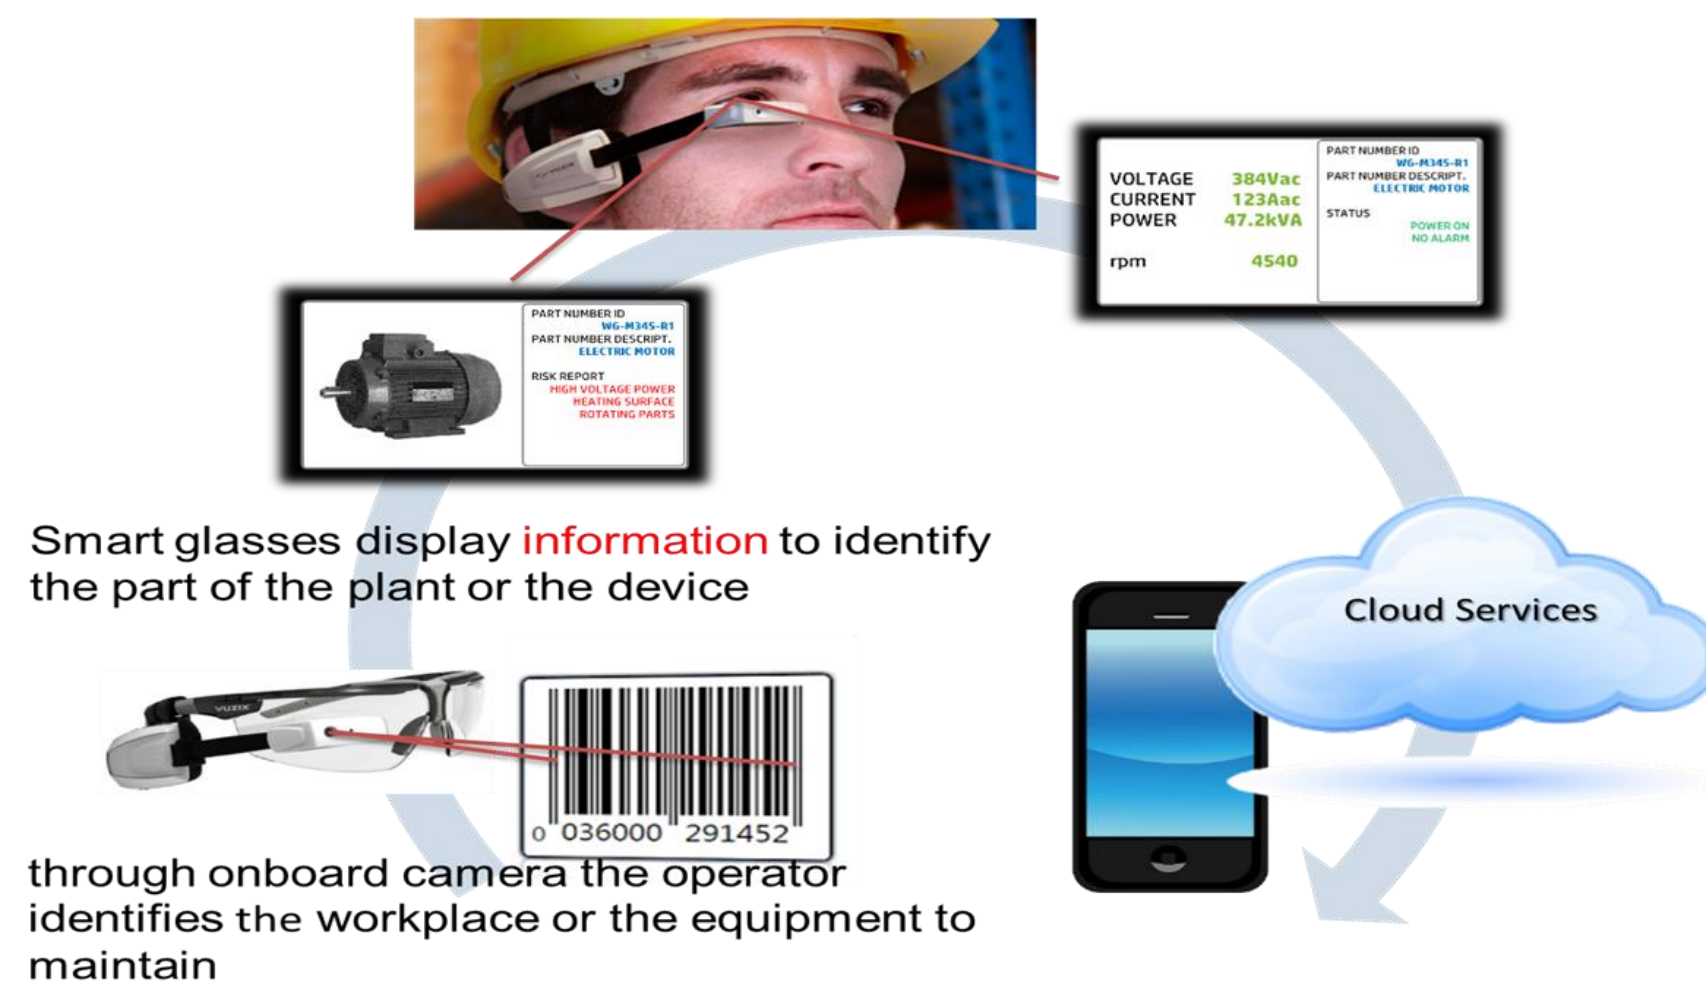 VOLTAGE 384Vac
CURRENT 123Aac
POWER 47.2kVA
rpm 4540
PART NUMBER ID
W6-M345-R1
PART NUMBER DESCRIPT.
ELECTRIC MOTOR
STATUS
POWER ON
NO ALARM
PART NUMBER ID
W6-M345-R1
PART NUMBER DESCRIPT.
ELECTRIC MOTOR
RISK REPORT
HIGH VOLTAGE POWER
HEATING SURFACE
ROTATING PARTS
Smart glasses display information to identify
the part of the plant or the device
Cloud Services
VUZIX
0 036000 291452
through onboard camera the operator
identifies the workplace or the equipment to
maintain